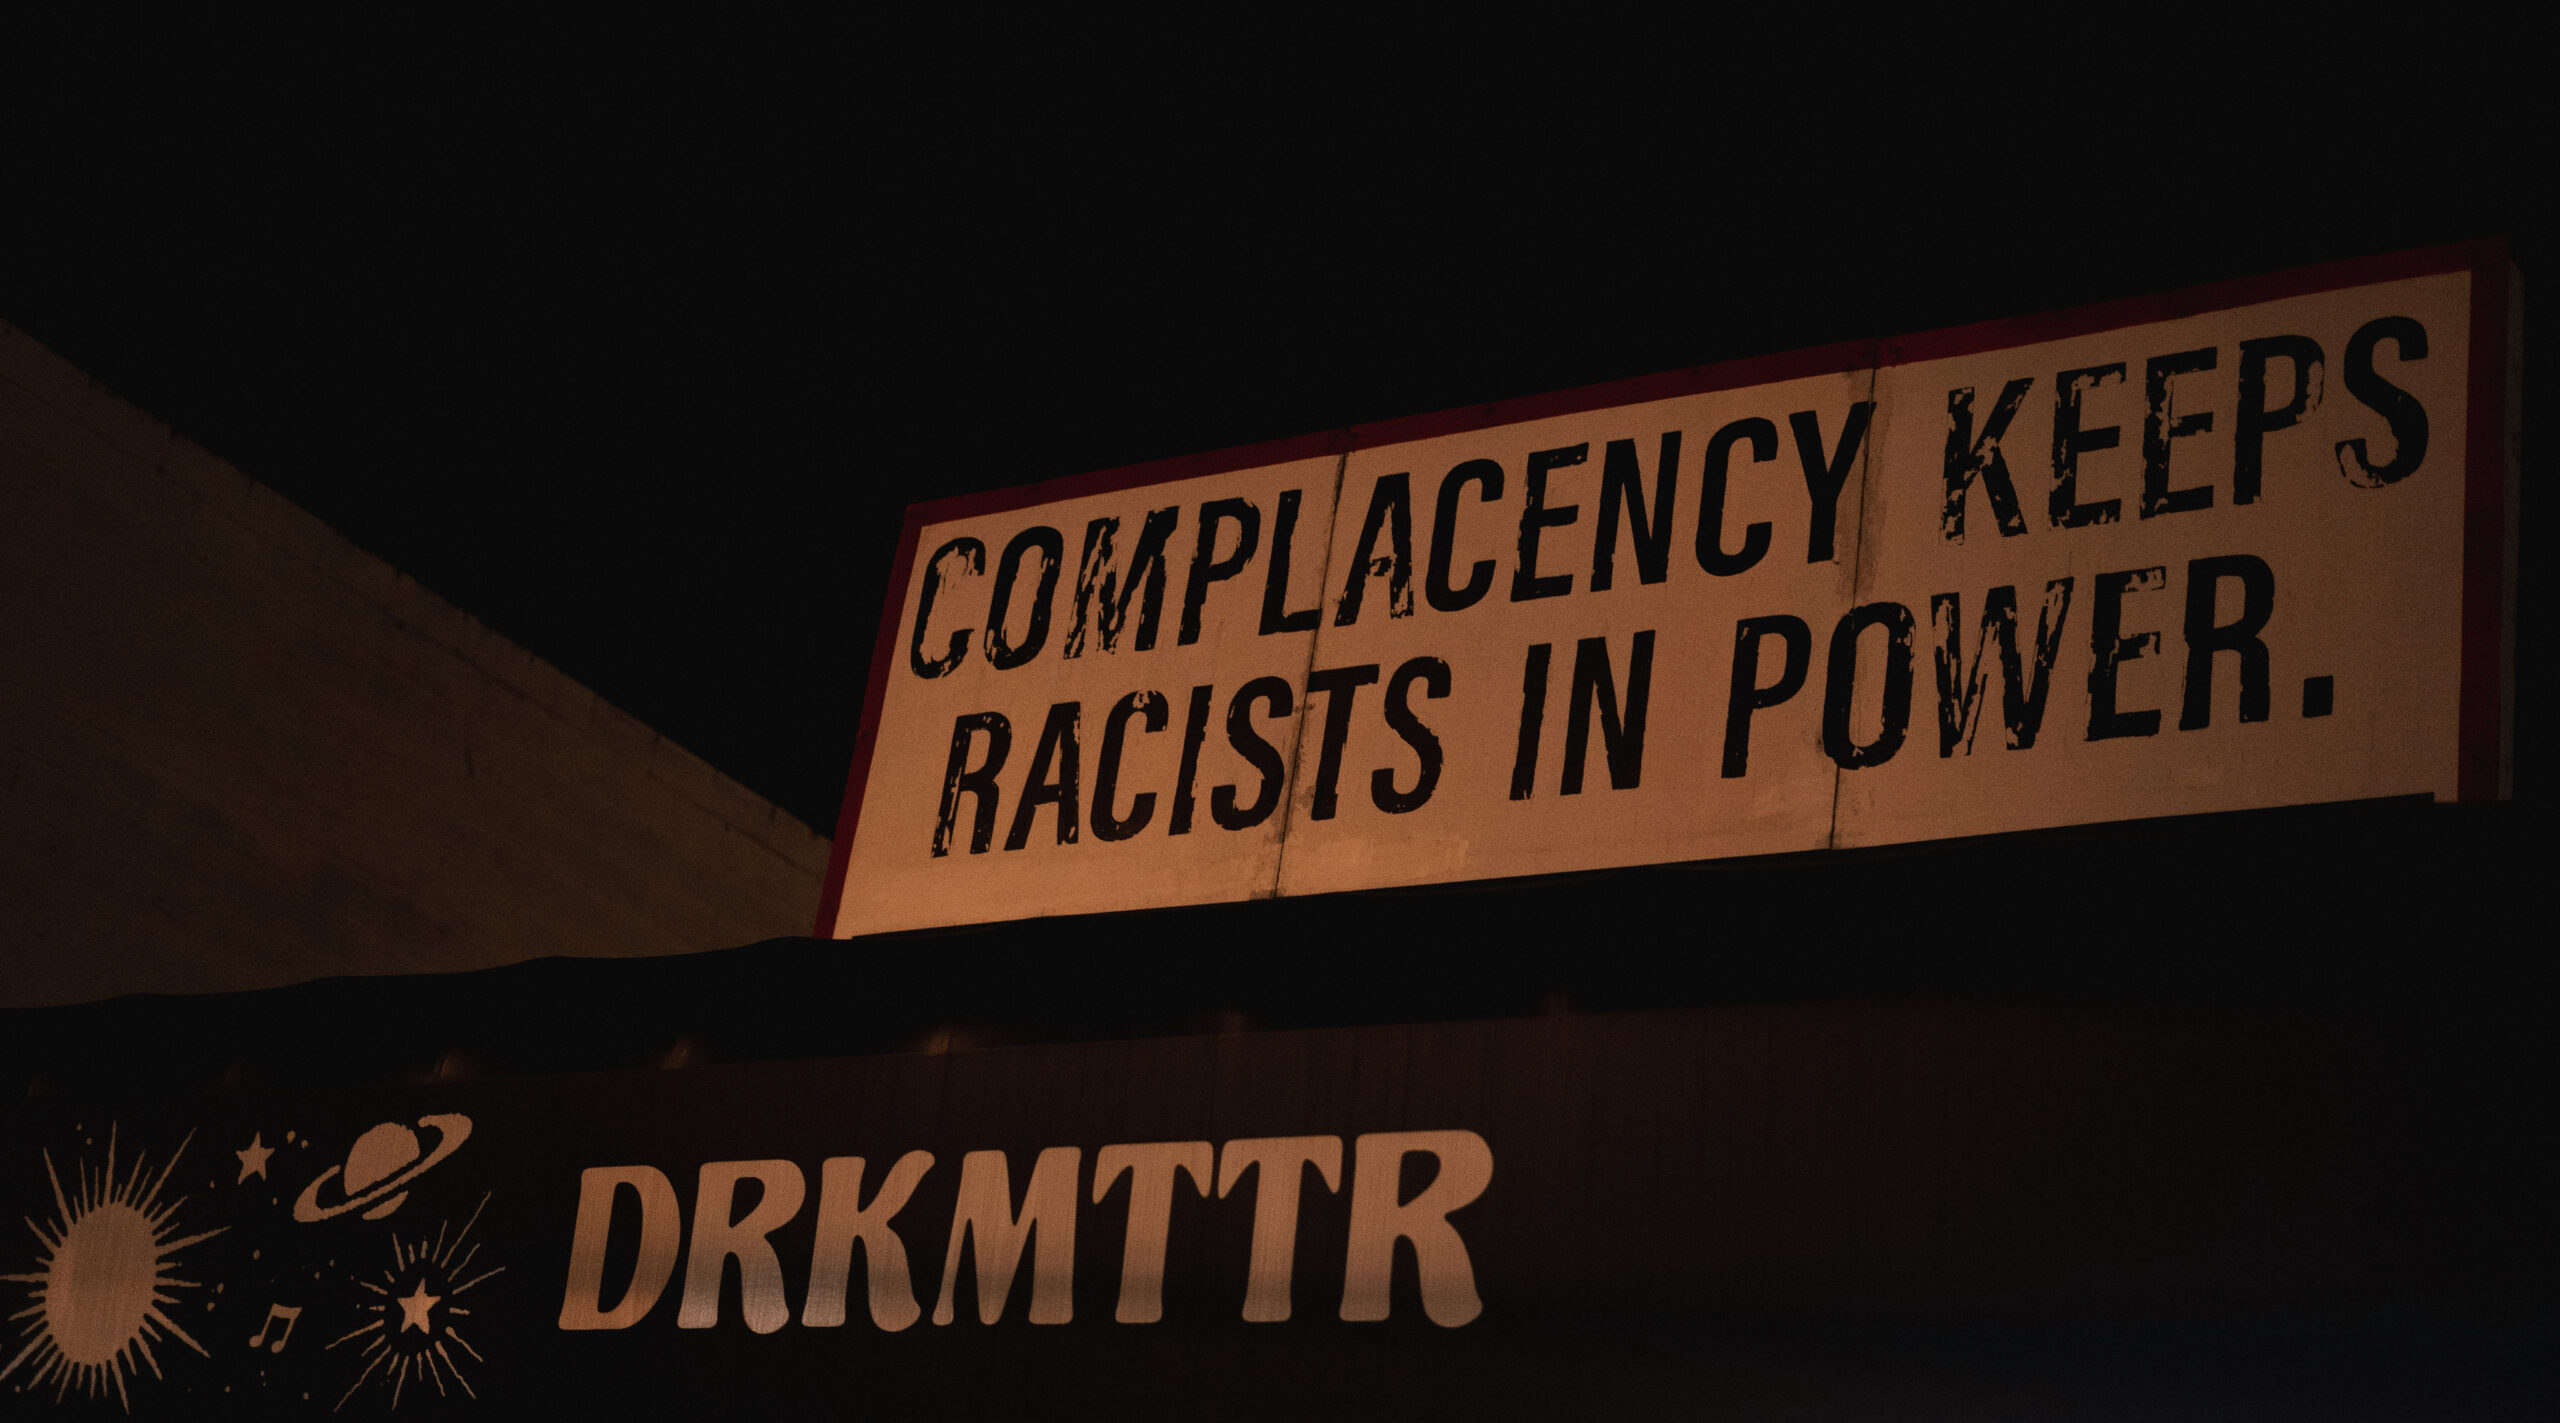 COMPLACENCY KEEPS
RACISTS IN POWER.
DRKMTTR